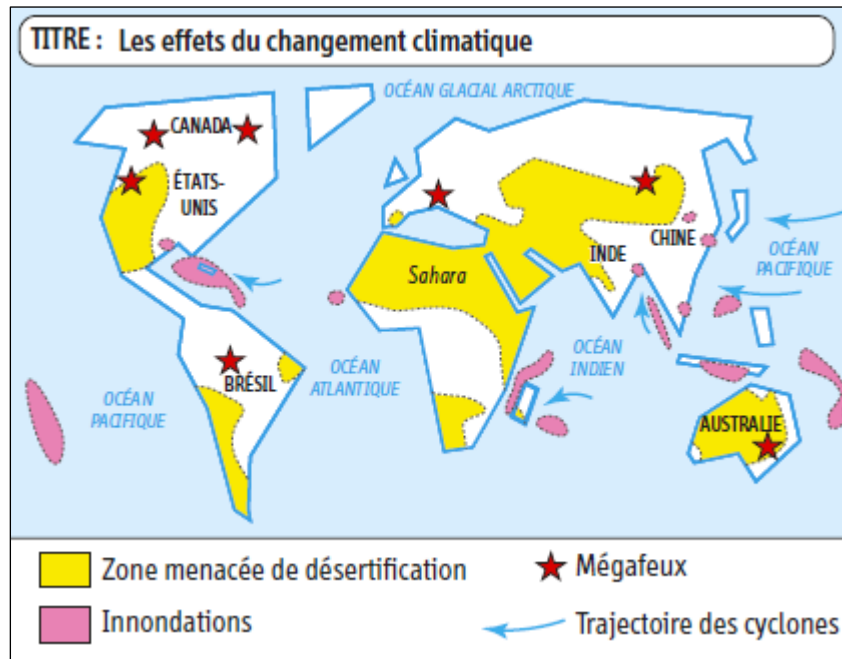 TITRE : Les effets du changement climatique
OCÉAN GLACIAL ARCTIQUE
CANADA
ÉTATS-
UNIS
CHINE
INDE
OCÉAN
PACIFIQUE
Sahara
OCÉAN
INDIEN
OCÉAN
ATLANTIQUE
BRÉSIL
OCÉAN
PACIFIQUE
AUSTRALIE
Zone menacée de désertification
Mégafeux
Innondations
Trajectoire des cyclones